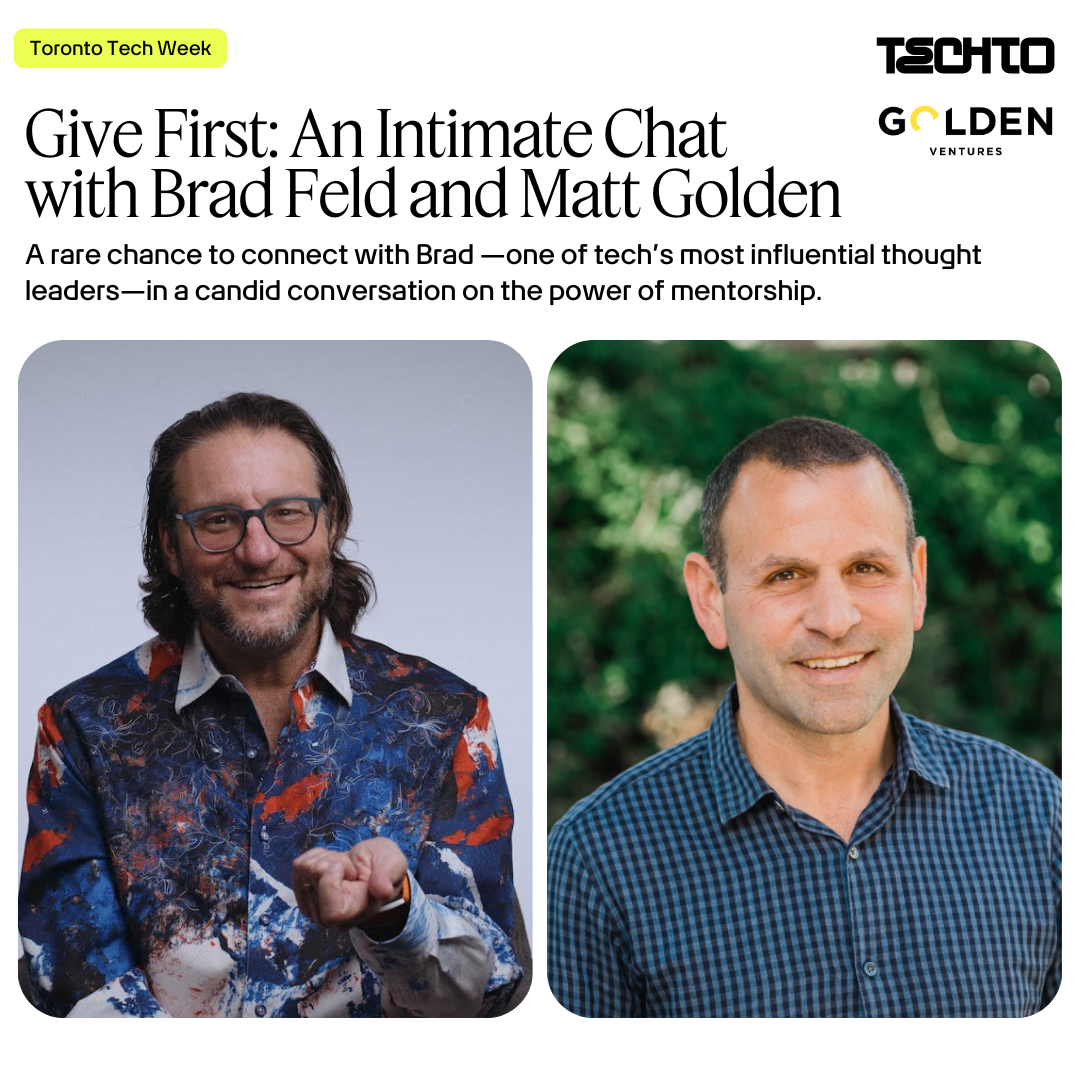 Toronto Tech Week
TECHTO
GOLDEN
VENTURES
Give First: An Intimate Chat
with Brad Feld and Matt Golden
A rare chance to connect with Brad —one of tech’s most influential thought
leaders—in a candid conversation on the power of mentorship.